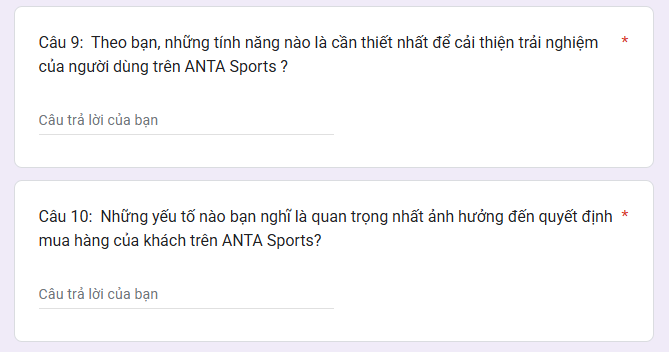 Câu 9:  Theo bạn, những tính năng nào là cần thiết nhất để cải thiện trải nghiệm *
của người dùng trên ANTA Sports ?
Câu trả lời của bạn
Câu 10:  Những yếu tố nào bạn nghĩ là quan trọng nhất ảnh hưởng đến quyết định *
mua hàng của khách trên ANTA Sports?
Câu trả lời của bạn